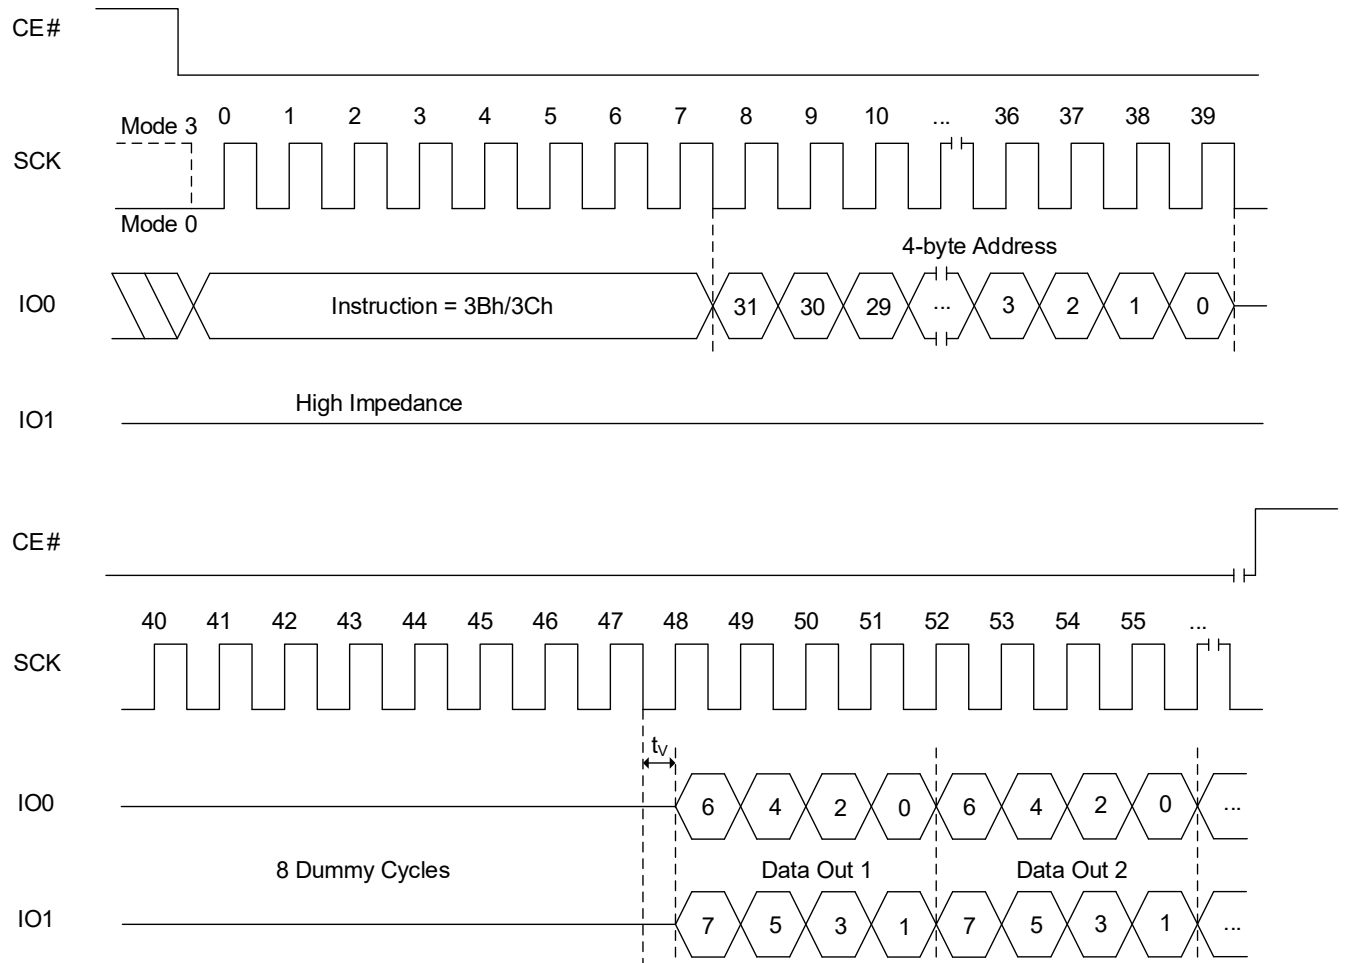 CE#
0 1 2 3 4 5 6 7 8 9 10 ... 36 37 38 39
Mode 3
SCK
Mode 0
4-byte Address
IO0 Instruction = 3Bh/3Ch 31 30 29 ... 3 2 1 0
High Impedance
IO1
CE#
40 41 42 43 44 45 46 47 48 49 50 51 52 53 54 55 ...
SCK
tV
IO0 6 4 2 0 6 4 2 0 ...
8 Dummy Cycles Data Out 1 Data Out 2
IO1 7 5 3 1 7 5 3 1 ...